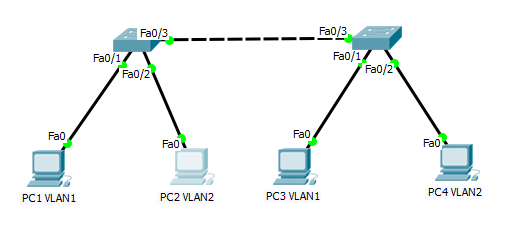 Fa0/3
Fa0/3
Fa0/1
Fa0/2
Fa0/1
Fa0/2
Fa0
Fa0
Fa0
Fa0
PC1 VLAN1
PC2 VLAN2
PC3 VLAN1
PC4 VLAN2